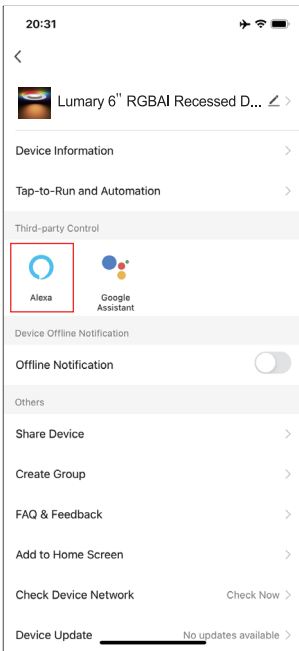 20:31
Lumary 6" RGBAI Recessed D...
Device Information
Tap-to-Run and Automation
Third-party Control
Alexa
Google
Assistant
Device Offline Notification
Offline Notification
Others
Share Device
Create Group
FAQ & Feedback
Add to Home Screen
Check Device Network Check Now
Device Update No updates available